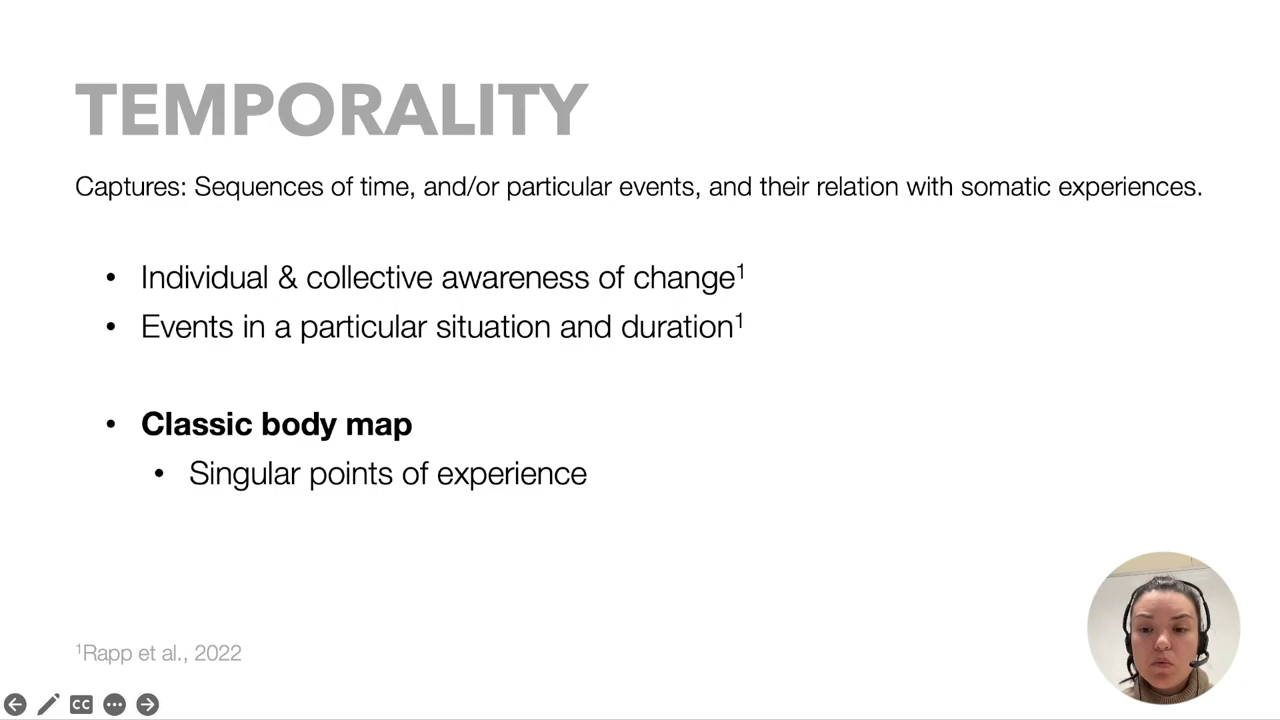 TEMPORALITY
Captures: Sequences of time, and/or particular events, and their relation with somatic experiences.
• Individual & collective awareness of change¹
• Events in a particular situation and duration¹
• Classic body map
• Singular points of experience
¹Rapp et al., 2022
CC